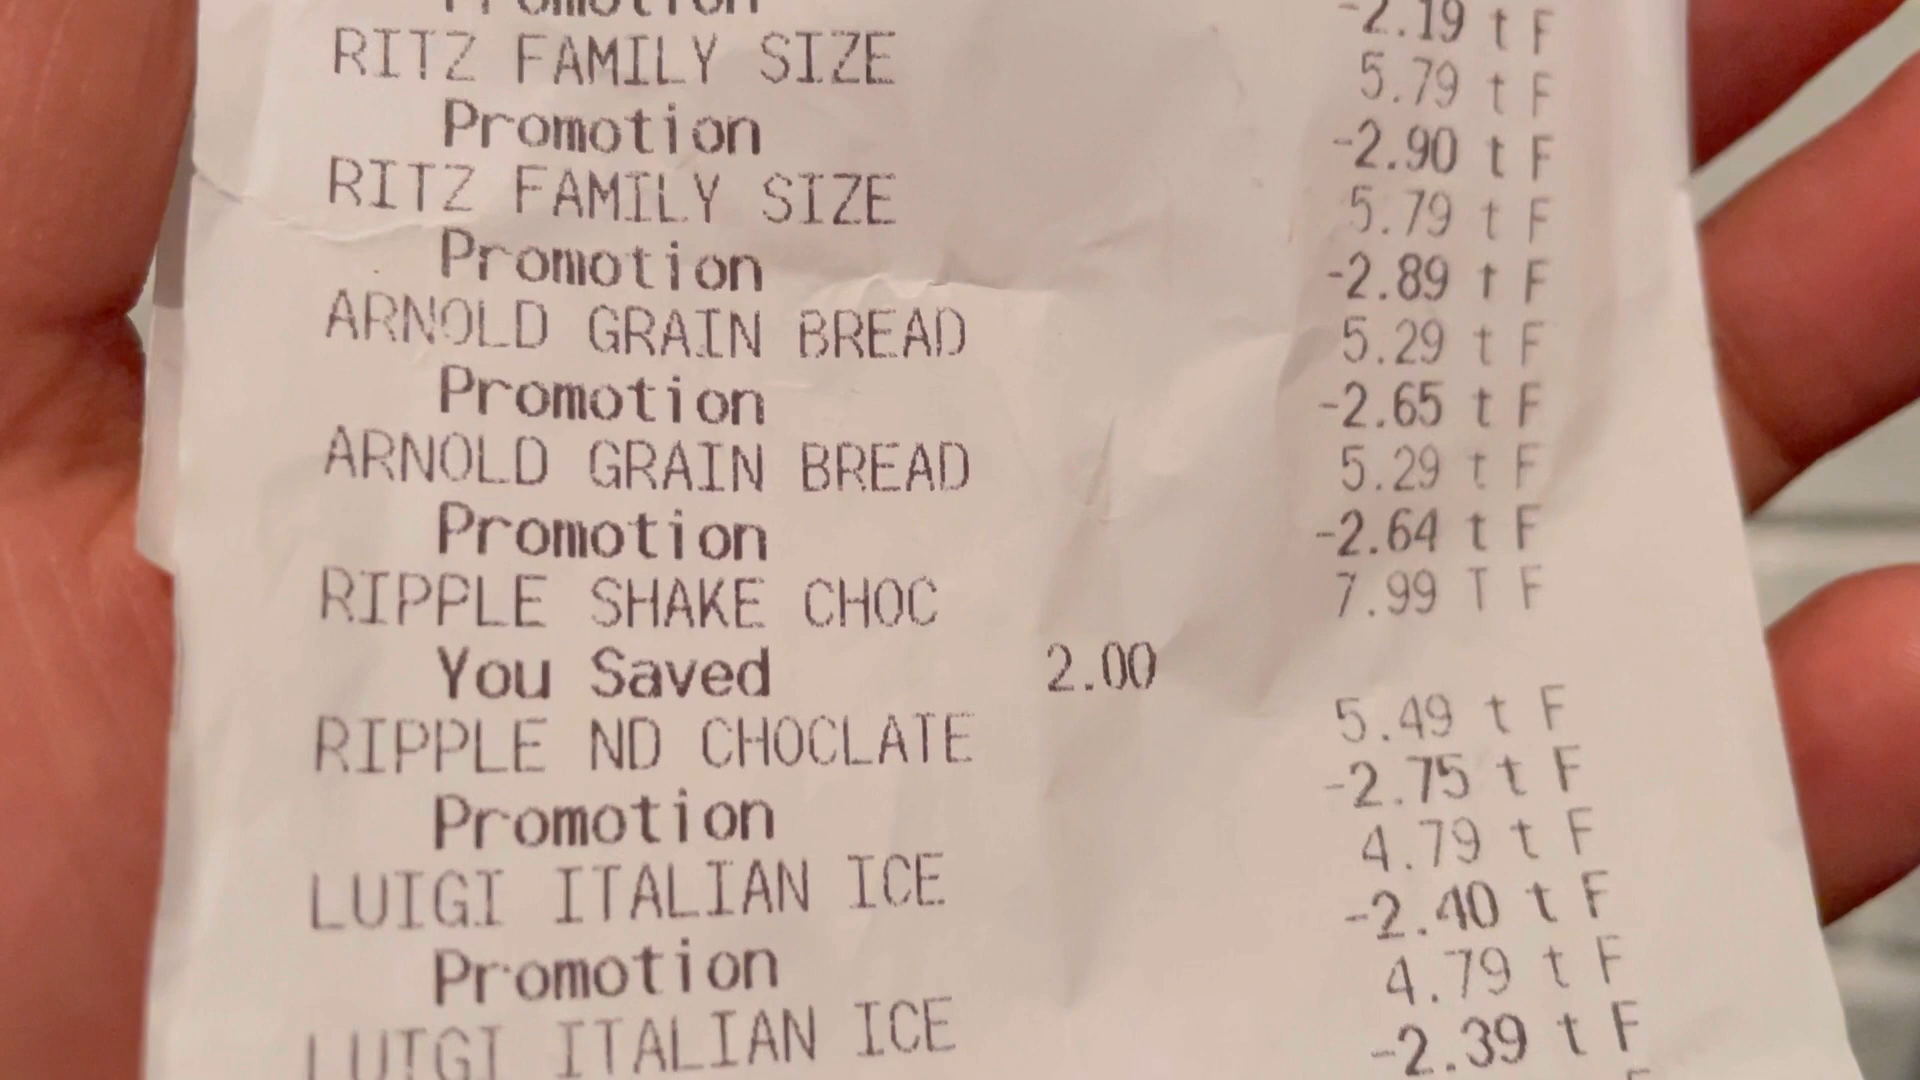 Promotion -2.19 t F
RITZ FAMILY SIZE 5.79 t F
Promotion -2.90 t F
RITZ FAMILY SIZE 5.79 t F
Promotion -2.89 t F
ARNOLD GRAIN BREAD 5.29 t F
Promotion -2.65 t F
ARNOLD GRAIN BREAD 5.29 t F
Promotion -2.64 t F
RIPPLE SHAKE CHOC 7.99 T F
You Saved 2.00
RIPPLE ND CHOCLATE 5.49 t F
Promotion -2.75 t F
LUIGI ITALIAN ICE 4.79 t F
Promotion -2.40 t F
LUIGI ITALIAN ICE 4.79 t F
-2.39 t F